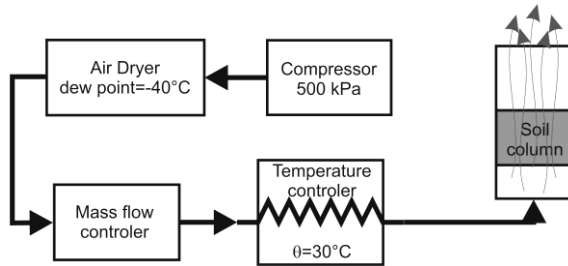 Air Dryer
dew point=-40°C
Compressor
500 kPa
Soil
column
Temperature
controler
Mass flow
controler
θ=30°C